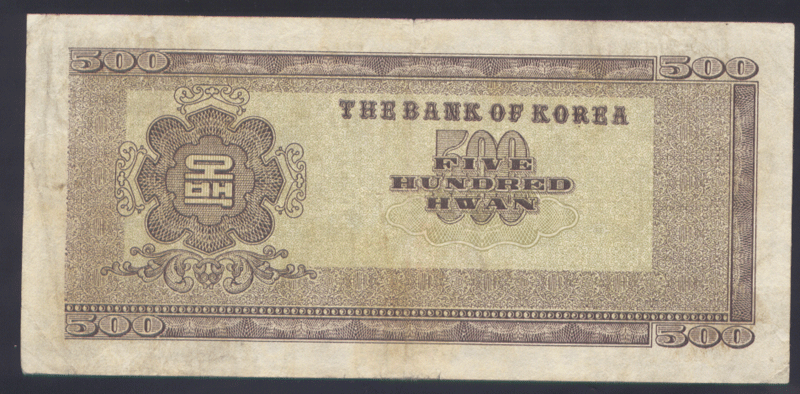 500
500
THE BANK OF KOREA
500
FIVE
HUNDRED
HWAN
오백
500
500